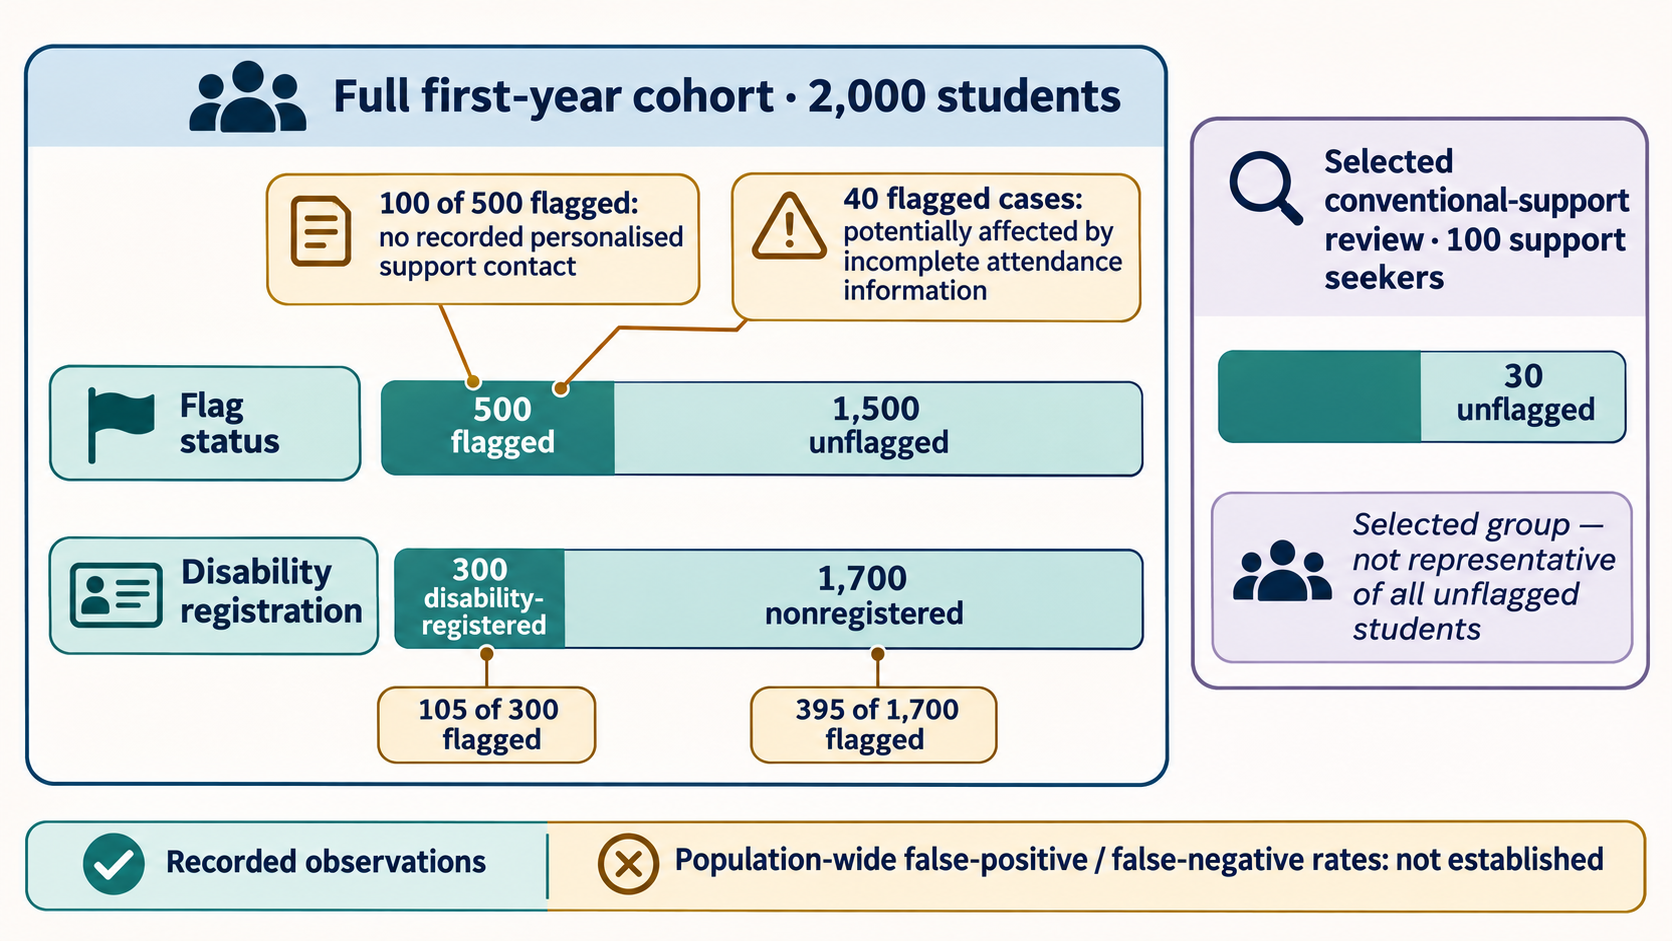 Full first-year cohort · 2,000 students
100 of 500 flagged:
no recorded personalised
support contact
40 flagged cases:
potentially affected by
incomplete attendance
information
Flag
status
500
flagged
1,500
unflagged
Disability
registration
300
disability-
registered
1,700
nonregistered
105 of 300
flagged
395 of 1,700
flagged
Selected
conventional-support
review · 100 support
seekers
30
unflagged
Selected group —
not representative
of all unflagged
students
Recorded observations
Population-wide false-positive / false-negative rates: not established